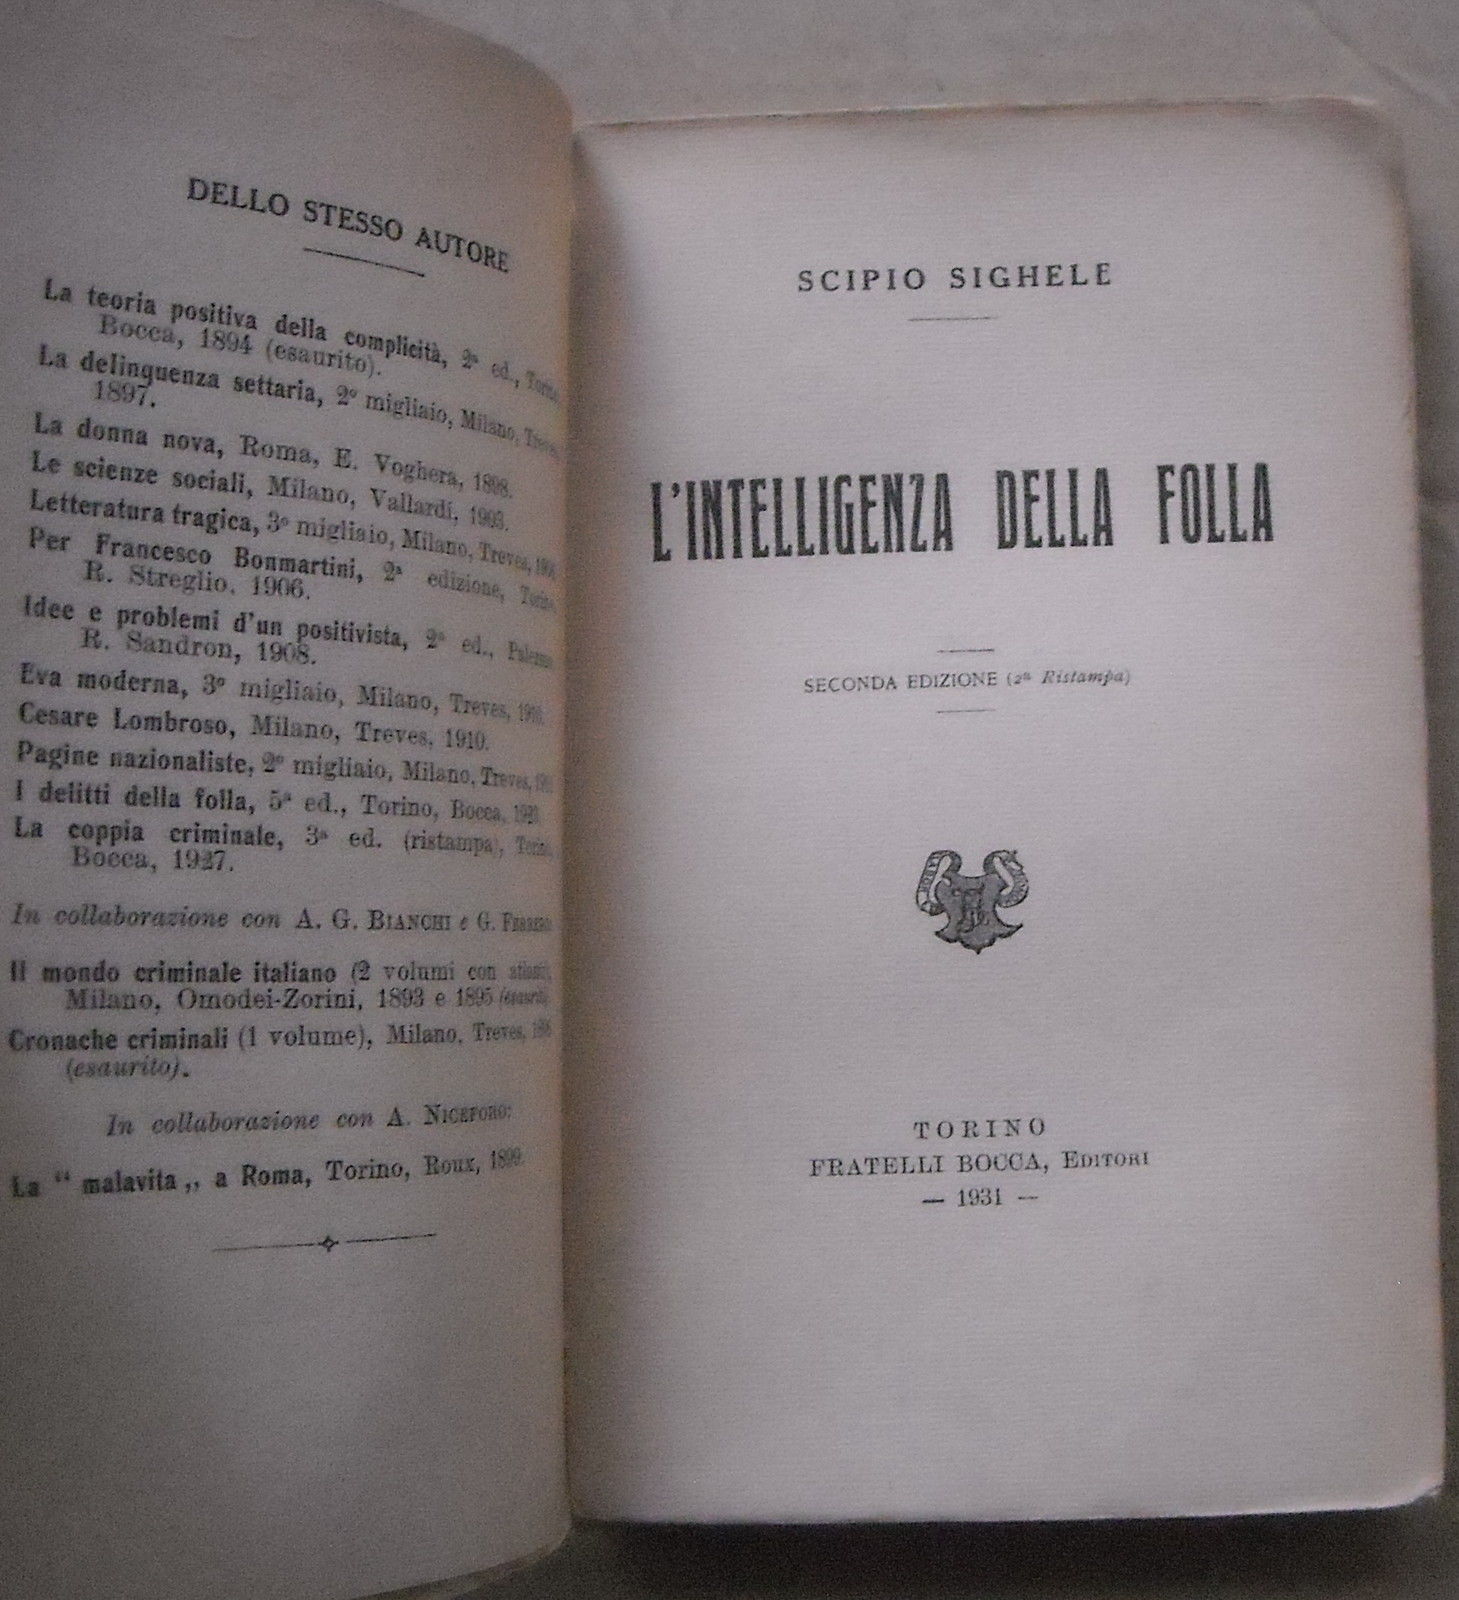 DELLO STESSO AUTORE
La teoria positiva della complicità, 2ª ed., Torino,
Bocca, 1894 (esaurito).
La delinquenza settaria, 2º migliaio, Milano, Treves,
1897.
La donna nova, Roma, E. Voghera, 1898.
Le scienze sociali, Milano, Vallardi, 1903.
Letteratura tragica, 3º migliaio, Milano, Treves,
Per Francesco Bonmartini, 2ª edizione, Torino,
R. Streglio, 1906.
Idee e problemi d'un positivista, 2ª ed., Palermo
R. Sandron, 1908.
Eva moderna, 3º migliaio, Milano, Treves,
Cesare Lombroso, Milano, Treves, 1910.
Pagine nazionaliste, 2º migliaio, Milano, Treves,
I delitti della folla, 5ª ed., Torino, Bocca,
La coppia criminale, 3ª ed. (ristampa), Torino,
Bocca, 1927.
In collaborazione con A. G. BIANCHI e G.
Il mondo criminale italiano (2 volumi con
Milano, Omodei-Zorini, 1893 e 1895 (esauriti)
Cronache criminali (1 volume), Milano, Treves,
(esaurito).
In collaborazione con A. NICEFORO:
La “ malavita „ a Roma, Torino, Roux, 1899.
SCIPIO SIGHELE
L'INTELLIGENZA DELLA FOLLA
SECONDA EDIZIONE (2ª Ristampa)
TORINO
FRATELLI BOCCA, EDITORI
— 1931 —